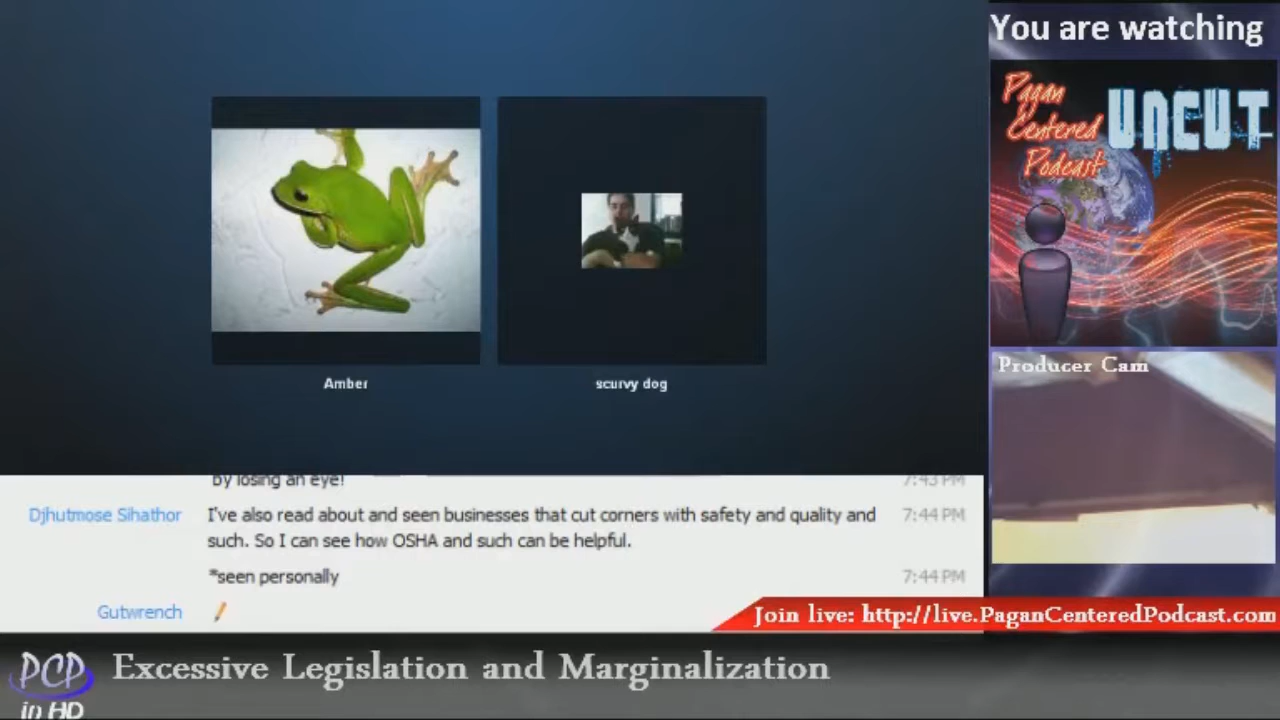 You are watching
Pagan
Centered
Podcast
UNCUT
Amber
scurvy dog
Producer Cam
by losing an eye!
7:43 PM
Djhutmose Sihathor
I've also read about and seen businesses that cut corners with safety and quality and
7:44 PM
such. So I can see how OSHA and such can be helpful.
*seen personally
7:44 PM
Gutwrench
Join live: http://live.PaganCenteredPodcast.com
PCP
in HD
Excessive Legislation and Marginalization